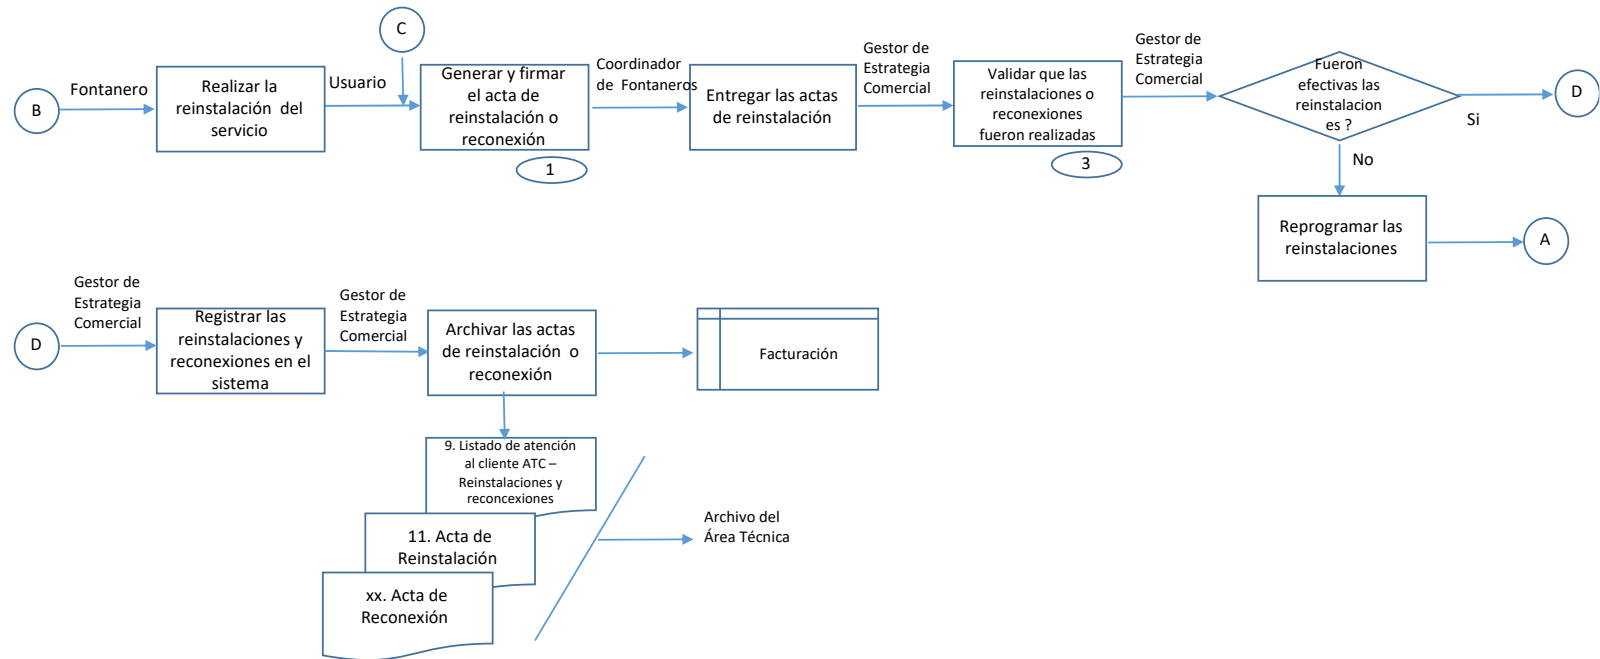 C
B
Fontanero
Realizar la
reinstalación del
servicio
Usuario
Generar y firmar
el acta de
reinstalación o
reconexión
1
Coordinador
de Fontaneros
Entregar las actas
de reinstalación
Gestor de
Estrategia
Comercial
Validar que las
reinstalaciones o
reconexiones
fueron realizadas
3
Gestor de
Estrategia
Comercial
Fueron
efectivas las
reinstalacion
es ?
Si
D
No
Reprogramar las
reinstalaciones
A
D
Gestor de
Estrategia
Comercial
Registrar las
reinstalaciones y
reconexiones en el
sistema
Gestor de
Estrategia
Comercial
Archivar las actas
de reinstalación o
reconexión
Facturación
9. Listado de atención
al cliente ATC –
Reinstalaciones y
reconcexiones
11. Acta de
Reinstalación
xx. Acta de
Reconexión
Archivo del
Área Técnica